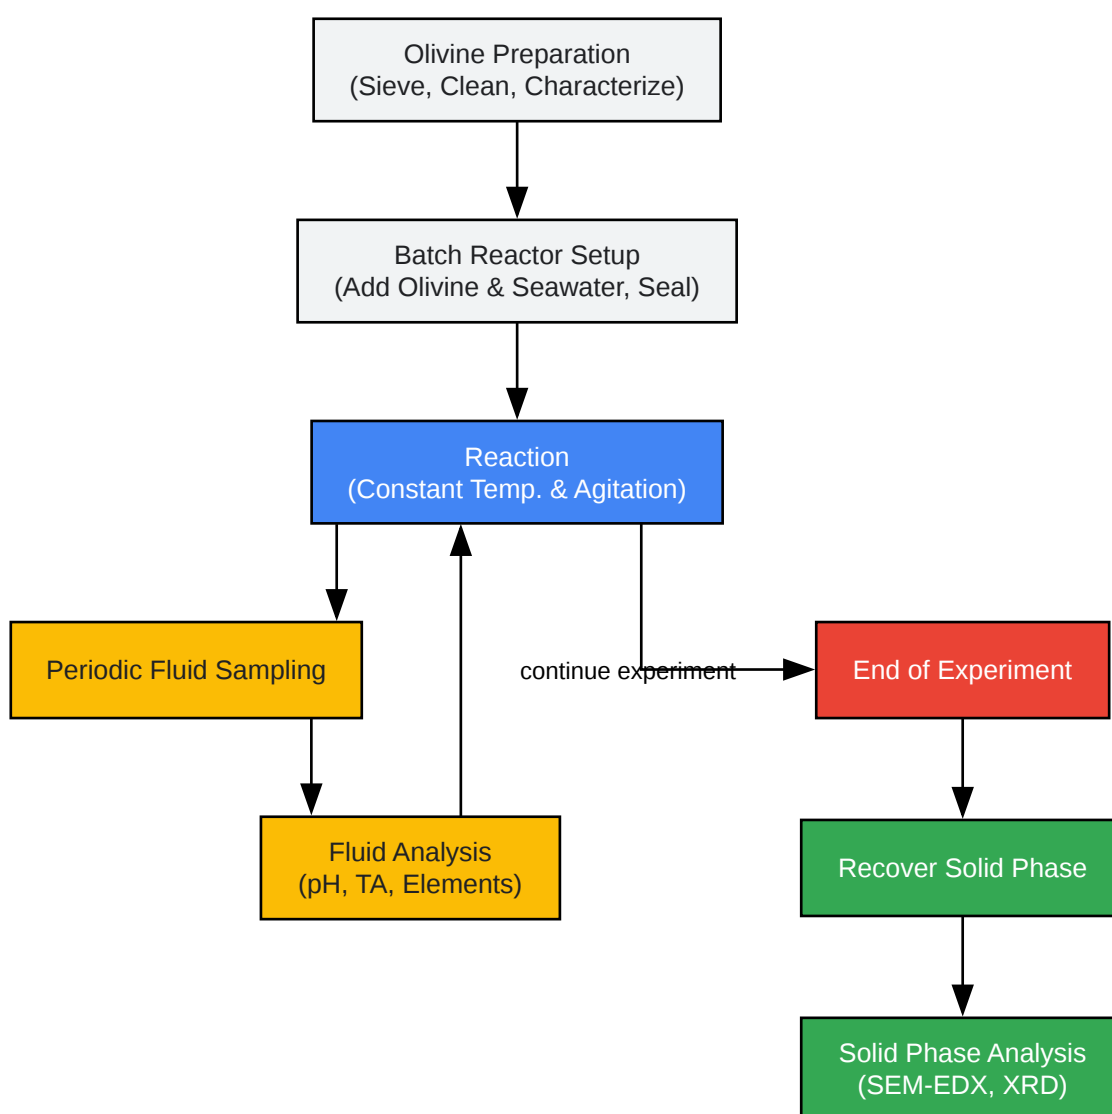 Olivine Preparation
(Sieve, Clean, Characterize)
Batch Reactor Setup
(Add Olivine & Seawater, Seal)
Reaction
(Constant Temp. & Agitation)
Periodic Fluid Sampling
continue experiment
End of Experiment
Fluid Analysis
(pH, TA, Elements)
Recover Solid Phase
Solid Phase Analysis
(SEM-EDX, XRD)